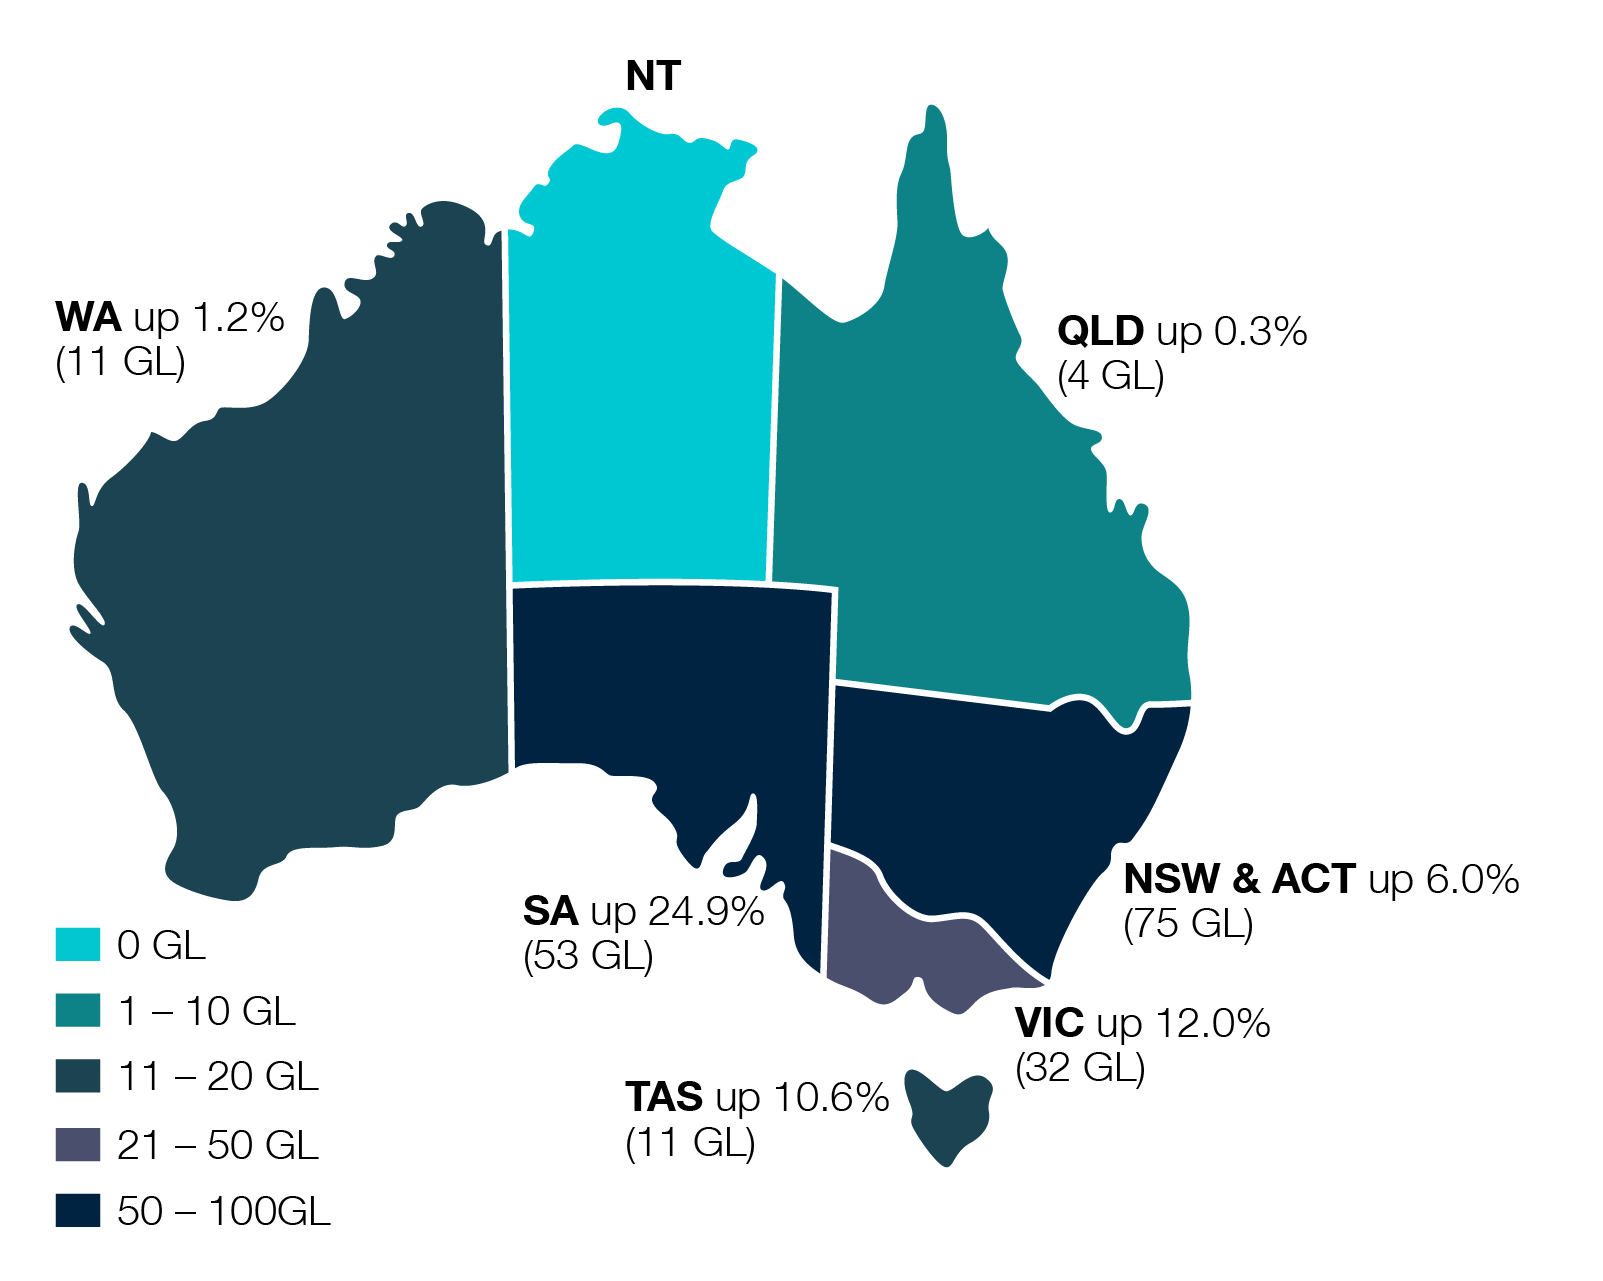 NT
WA up 1.2%
(11 GL)
QLD up 0.3%
(4 GL)
NSW & ACT up 6.0%
(75 GL)
SA up 24.9%
(53 GL)
VIC up 12.0%
(32 GL)
TAS up 10.6%
(11 GL)
0 GL
1 – 10 GL
11 – 20 GL
21 – 50 GL
50 – 100GL